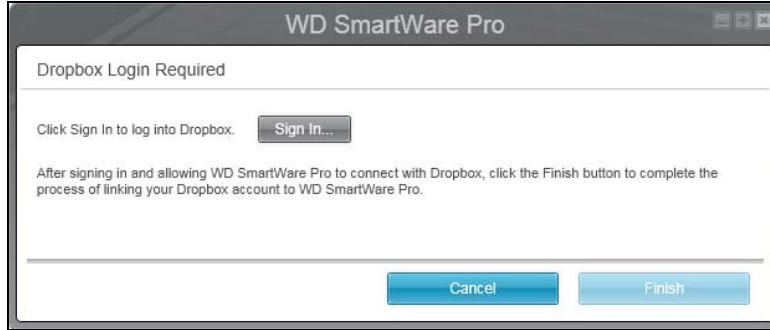 WD SmartWare Pro
Dropbox Login Required
Click Sign In to log into Dropbox.
Sign In...
After signing in and allowing WD SmartWare Pro to connect with Dropbox, click the Finish button to complete the
process of linking your Dropbox account to WD SmartWare Pro.
Cancel
Finish